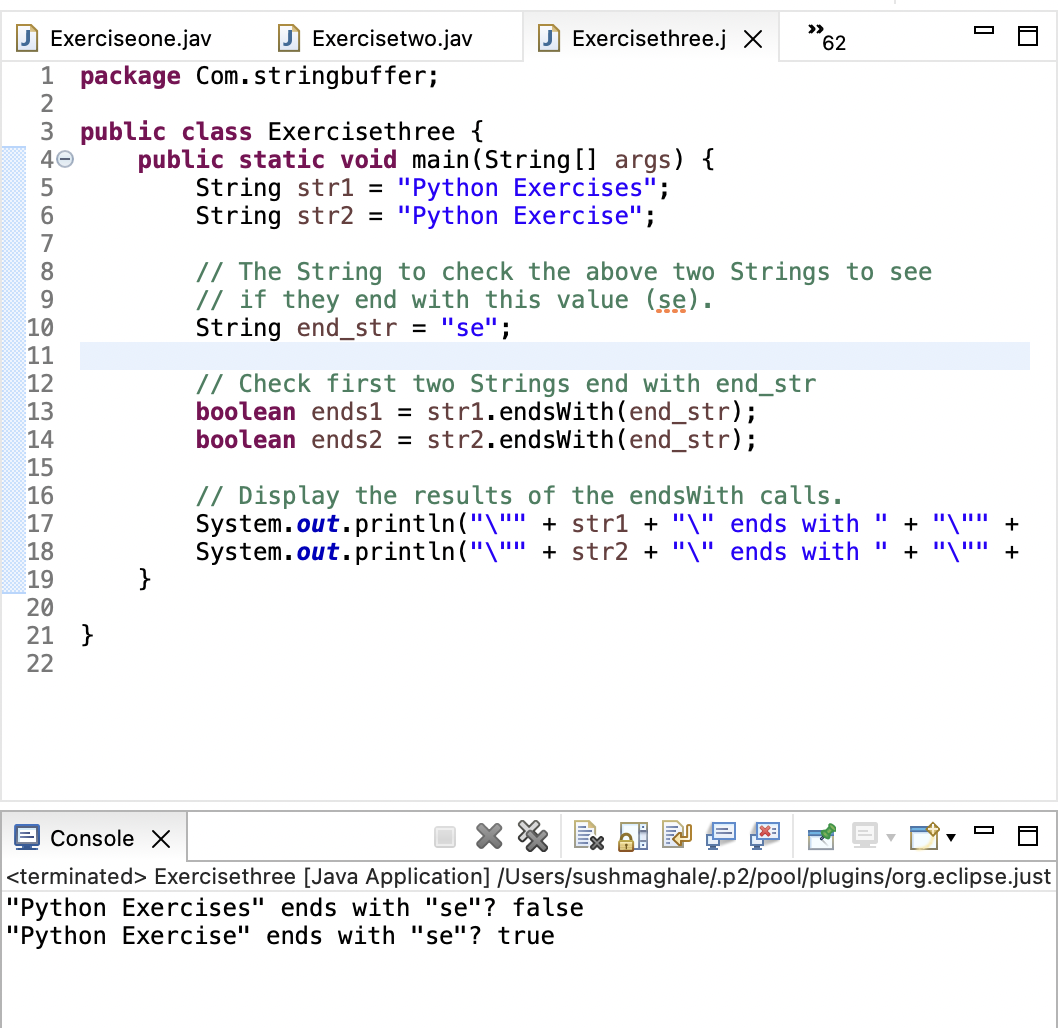 Exerciseone.jav Exercisetwo.jav Exercisethree.j »62
1 package Com.stringbuffer;
2
3 public class Exercisethree {
4 public static void main(String[] args) {
5 String str1 = "Python Exercises";
6 String str2 = "Python Exercise";
7
8 // The String to check the above two Strings to see
9 // if they end with this value (se).
10 String end_str = "se";
11
12 // Check first two Strings end with end_str
13 boolean ends1 = str1.endsWith(end_str);
14 boolean ends2 = str2.endsWith(end_str);
15
16 // Display the results of the endsWith calls.
17 System.out.println("\"" + str1 + "\" ends with " + "\"" +
18 System.out.println("\"" + str2 + "\" ends with " + "\"" +
19 }
20
21 }
22
Console
<terminated> Exercisethree [Java Application] /Users/sushmaghale/.p2/pool/plugins/org.eclipse.just
"Python Exercises" ends with "se"? false
"Python Exercise" ends with "se"? true